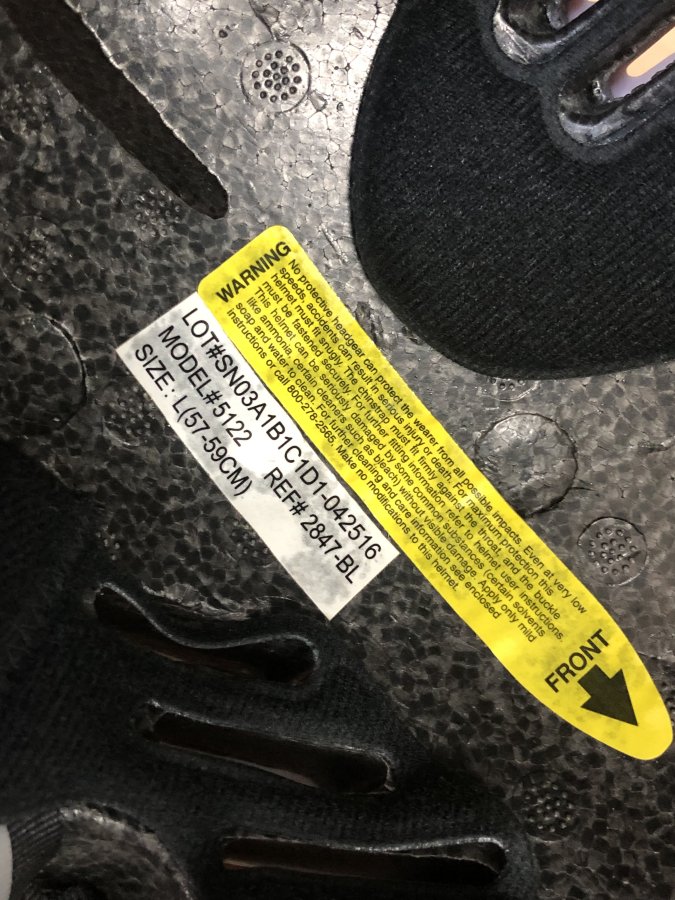 WARNING
No protective headgear can protect the wearer from all possible impacts. Even at very low
speeds, accidents can result in serious injury or death. For maximum protection this
helmet must fit snugly. The chinstrap must fit firmly against the throat, and the buckle
must be fastened securely. For further fitting information refer to helmet user instructions.
This helmet can be seriously damaged by some common substances (certain solvents
like ammonia, certain cleaners such as bleach) without visible damage. Apply only mild
soap and water to clean. For further cleaning and care information see enclosed
instructions or call 800-278-2565. Make no modifications to this helmet.
FRONT
LOT#SN03A1B1C1D1-042516
MODEL#5122 REF# 2847-BL
SIZE : L(57-59CM)